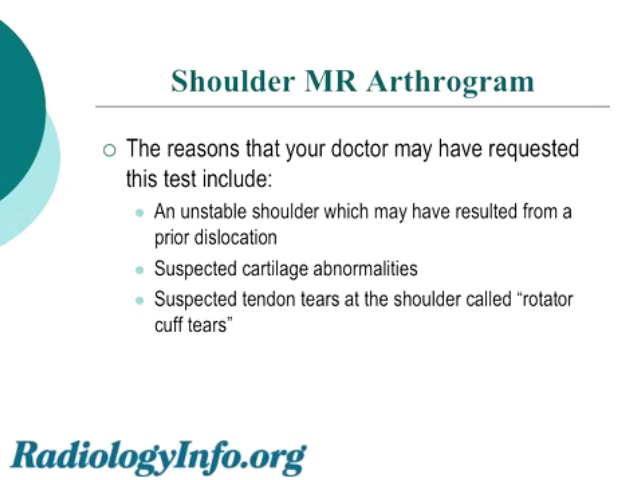 Shoulder MR Arthrogram
The reasons that your doctor may have requested
this test include:
An unstable shoulder which may have resulted from a
prior dislocation
Suspected cartilage abnormalities
Suspected tendon tears at the shoulder called “rotator
cuff tears”
RadiologyInfo.org